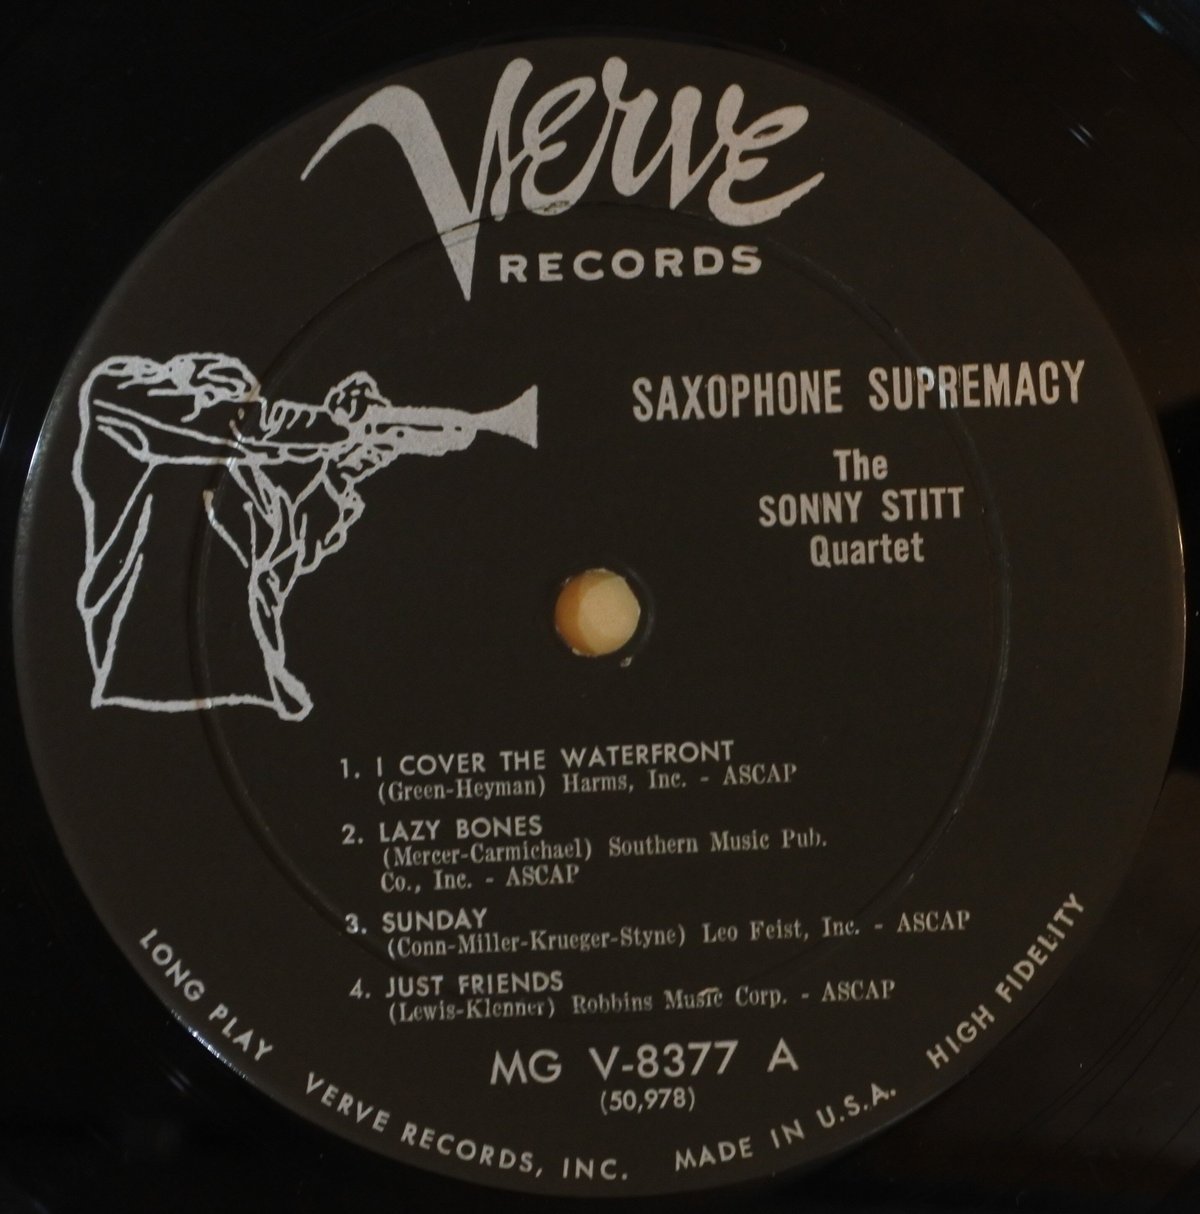 Verve
RECORDS
SAXOPHONE SUPREMACY
The
SONNY STITT
Quartet
1. I COVER THE WATERFRONT
(Green-Heyman) Harms, Inc. - ASCAP
2. LAZY BONES
(Mercer-Carmichael) Southern Music Pub.
Co., Inc. - ASCAP
3. SUNDAY
(Conn-Miller-Krueger-Styne) Leo Feist, Inc. - ASCAP
4. JUST FRIENDS
(Lewis-Klenner) Robbins Music Corp. - ASCAP
MG V-8377 A
(50,978)
LONG PLAY VERVE RECORDS, INC. MADE IN U.S.A. HIGH FIDELITY